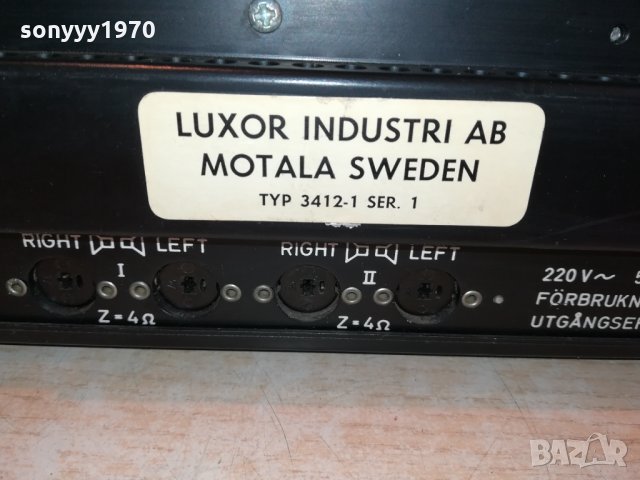 sonyyy1970
LUXOR INDUSTRI AB
MOTALA SWEDEN
TYP 3412-1 SER. 1
RIGHT LEFT
RIGHT LEFT
I
II
Z = 4Ω
Z = 4Ω
220V~ 5
FÖRBRUKN
UTGÅNGSEF
BAZAR